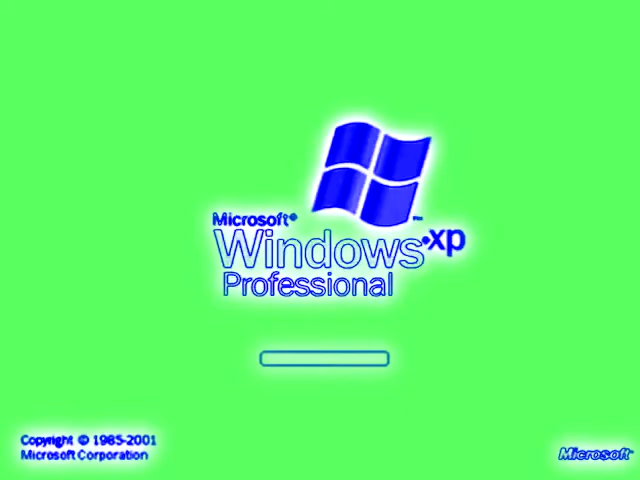 Microsoft®
Windows xp
Professional
Copyright © 1985-2001
Microsoft Corporation
Microsoft